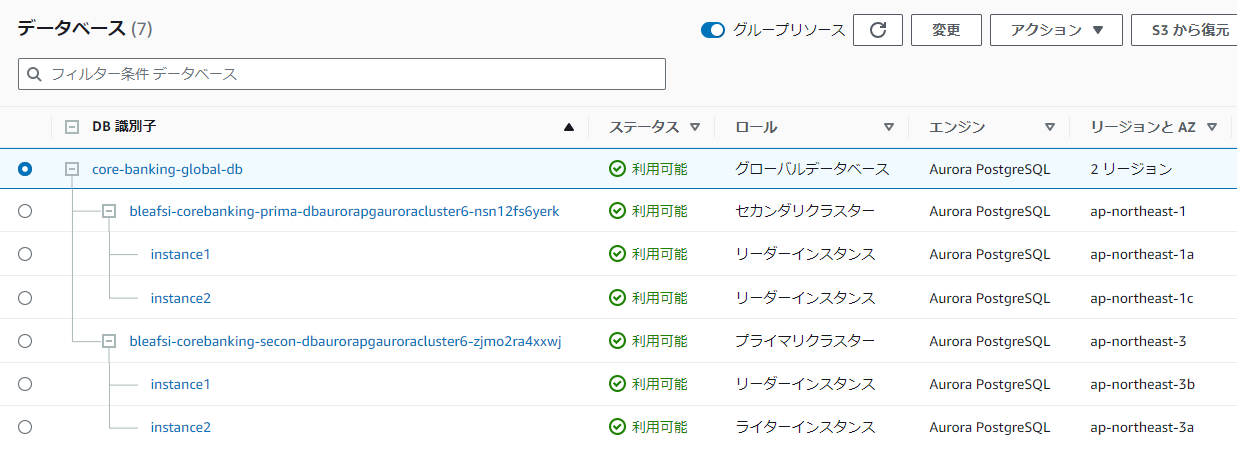 データベース (7)
グループリソース 変更 アクション S3 から復元
フィルター条件 データベース
DB 識別子 ステータス ロール エンジン リージョンと AZ
core-banking-global-db 利用可能 グローバルデータベース Aurora PostgreSQL 2 リージョン
bleafsi-corebanking-prima-dbaurorapgauroracluster6-nsn12fs6yerk 利用可能 セカンダリクラスター Aurora PostgreSQL ap-northeast-1
instance1 利用可能 リーダーインスタンス Aurora PostgreSQL ap-northeast-1a
instance2 利用可能 リーダーインスタンス Aurora PostgreSQL ap-northeast-1c
bleafsi-corebanking-secon-dbaurorapgauroracluster6-zjmo2ra4xxwj 利用可能 プライマリクラスター Aurora PostgreSQL ap-northeast-3
instance1 利用可能 リーダーインスタンス Aurora PostgreSQL ap-northeast-3b
instance2 利用可能 ライターインスタンス Aurora PostgreSQL ap-northeast-3a